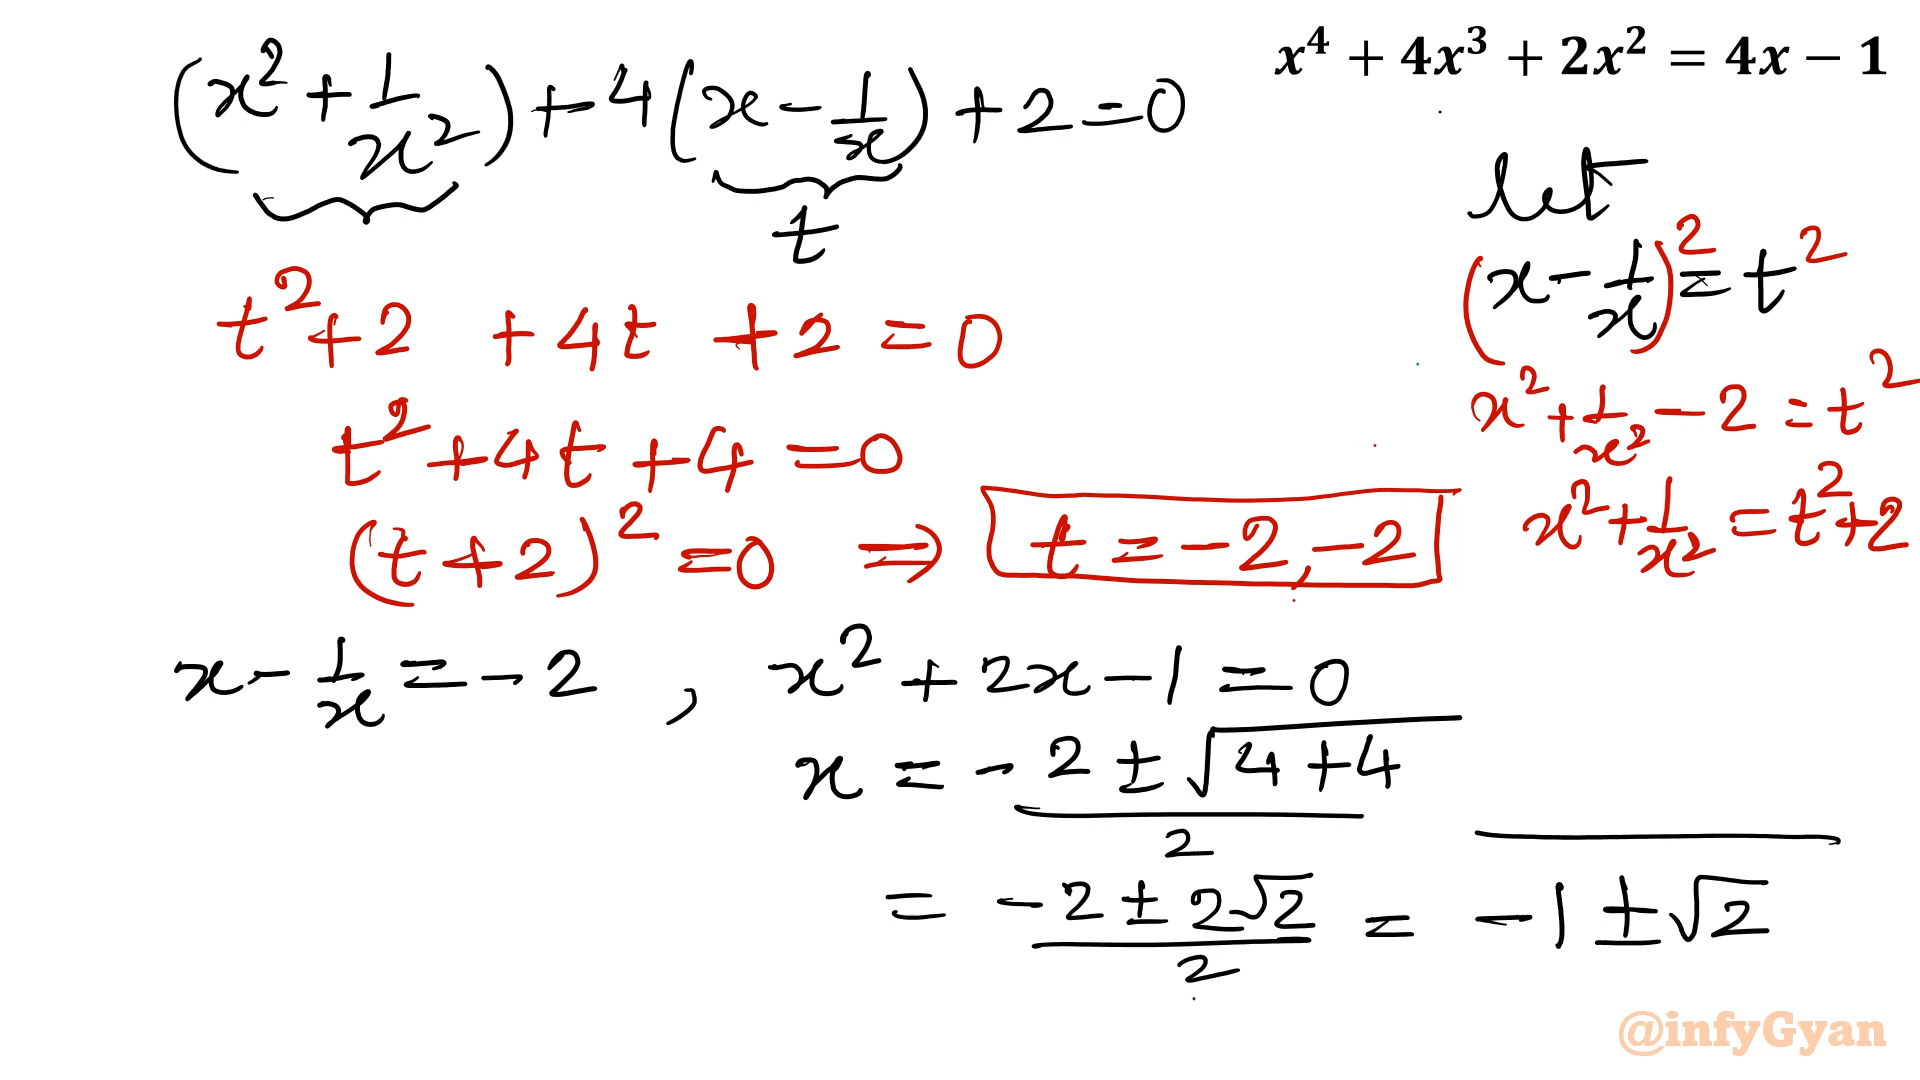 x⁴ + 4x³ + 2x² = 4x − 1
(x² + 1/x²) + 4(x − 1/x) + 2 = 0
t
let
(x − 1/x)² = t²
t² + 2 + 4t + 2 = 0
x² + 1/x² − 2 = t²
t² + 4t + 4 = 0
x² + 1/x² = t² + 2
(t + 2)² = 0 ⇒ t = −2, −2
x − 1/x = −2 , x² + 2x − 1 = 0
x = (−2 ± √(4 + 4))/2
= (−2 ± 2√2)/2 = −1 ± √2
@infyGyan